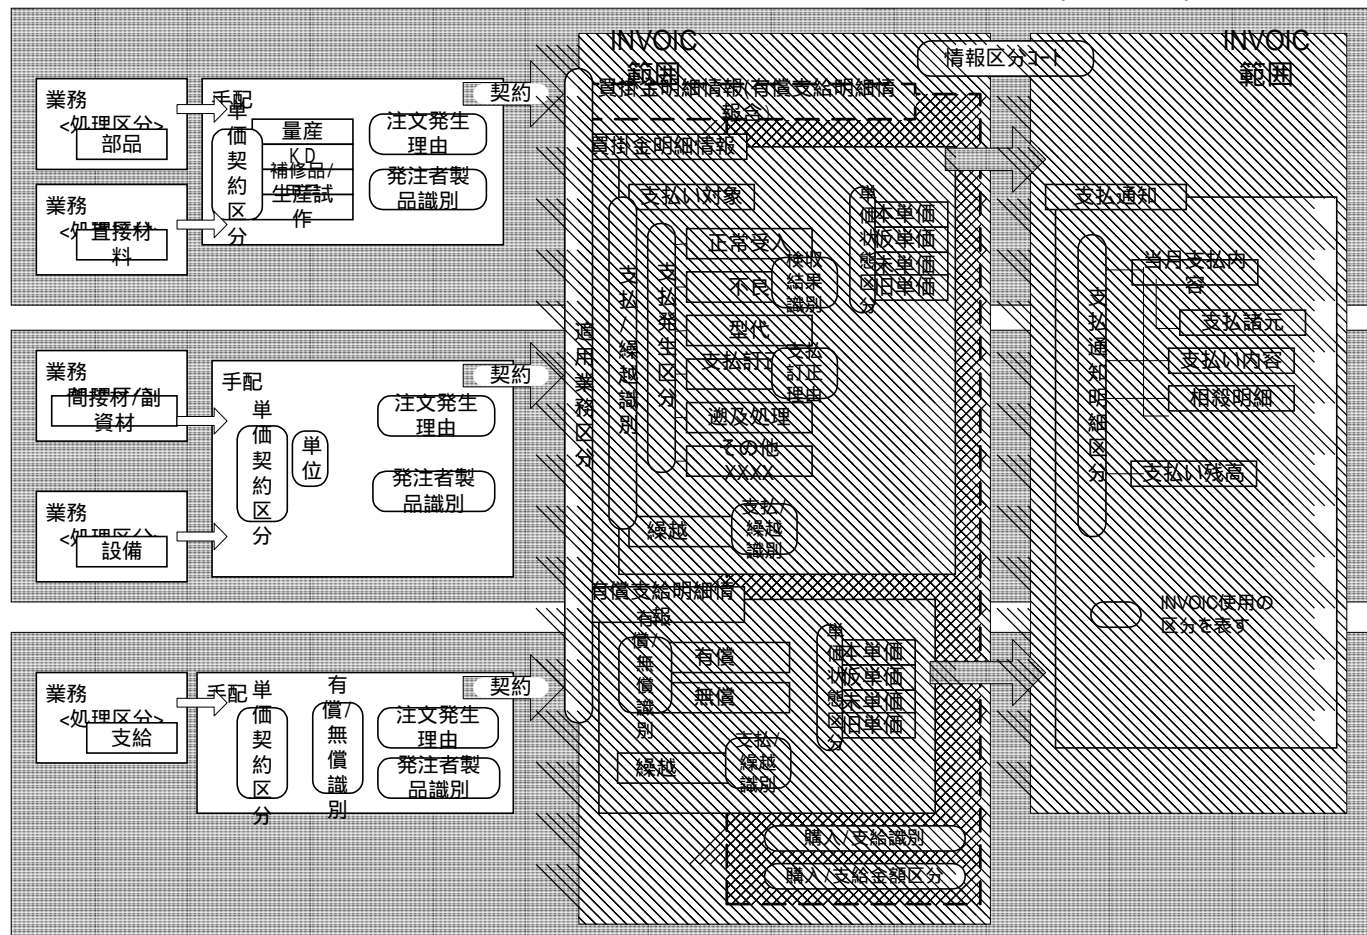 INVOIC
範囲
情報区分コード
INVOIC
範囲
業務
<処理区分>
部品
業務
直接材
料
手配
単価契約区分
量産
K.D
補修品/
生産試
作
注文発生
理由
発注者製
品識別
契約
業務
間接材/副
資材
業務
設備
手配
単価契約区分
単位
注文発生
理由
発注者製
品識別
契約
業務
<処理区分>
支給
手配
単価契約区分
有償/無償識別
注文発生
理由
発注者製
品識別
契約
適用業務区分
買掛金明細情報(有償支給明細情
報含)
買掛金明細情報
支払い対象
支払/繰越識別
支払発生区分
正常受入
不良
検収
結果
識別
型代
支払訂正
支払
訂正
理由
遡及処理
その他
XXXX
繰越
支払/
繰越
識別
単価状態区分
本単価
仮単価
未単価
旧単価
有償支給明細情
報
有償/無償識別
有償
無償
繰越
支払/
繰越
識別
単価状態区分
本単価
仮単価
未単価
旧単価
購入/支給識別
購入/支給金額区分
支払通知
支払通知明細区分
当月支払内
容
支払諸元
支払い内容
相殺明細
支払い残高
INVOIC使用の
区分を表す